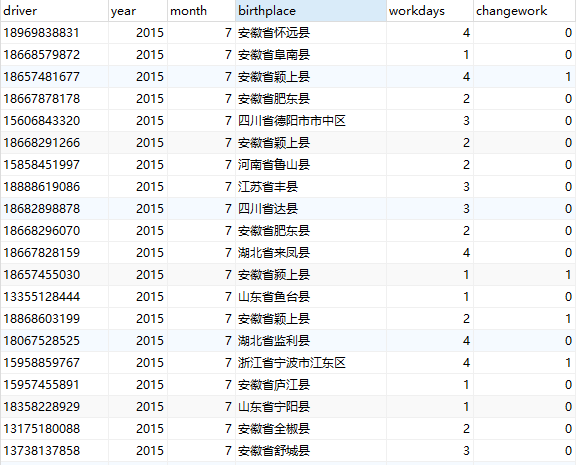 driver year month birthplace workdays changework
18969838831 2015 7 安徽省怀远县 4 0
18668579872 2015 7 安徽省阜南县 1 0
18657481677 2015 7 安徽省颖上县 4 1
18667878178 2015 7 安徽省肥东县 2 0
15606843320 2015 7 四川省德阳市市中区 3 0
18668291266 2015 7 安徽省颖上县 2 0
15858451997 2015 7 河南省鲁山县 2 0
18888619086 2015 7 江苏省丰县 3 0
18682898878 2015 7 四川省达县 3 0
18668296070 2015 7 安徽省肥东县 2 0
18667828159 2015 7 湖北省来凤县 4 0
18657455030 2015 7 安徽省颍上县 1 1
13355128444 2015 7 山东省鱼台县 1 0
18868603199 2015 7 安徽省颖上县 2 1
18067528525 2015 7 湖北省监利县 4 0
15958859767 2015 7 浙江省宁波市江东区 4 1
15957455891 2015 7 安徽省庐江县 1 0
18358228929 2015 7 山东省宁阳县 1 0
13175180088 2015 7 安徽省全椒县 2 0
13738137858 2015 7 安徽省舒城县 3 0